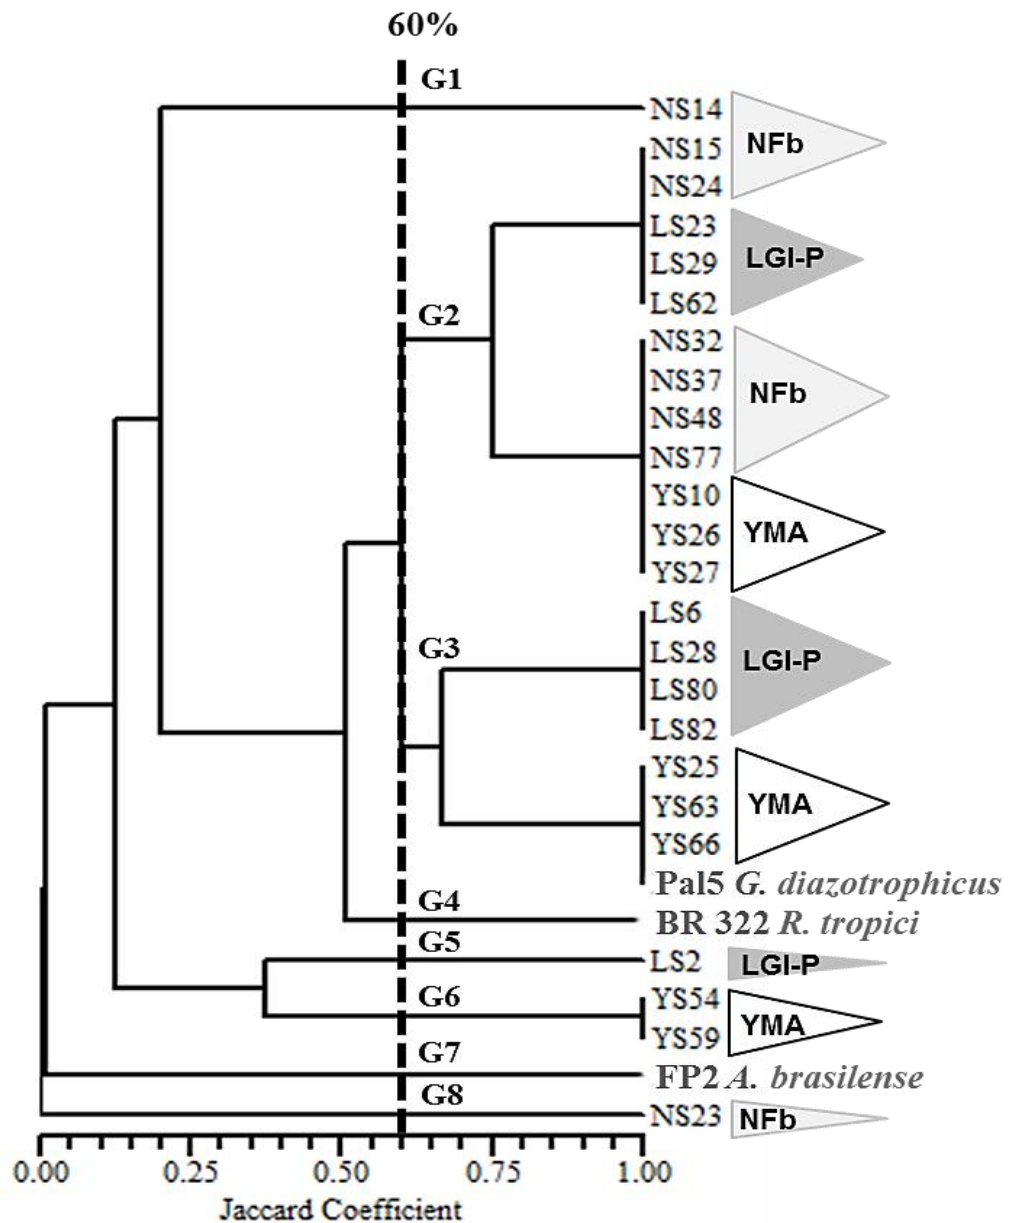 60%
G1
NS14
NFb
NS15
NS24
LS23
LGI-P
LS29
LS62
G2
NS32
NS37
NFb
NS48
NS77
YS10
YS26
YMA
YS27
LS6
G3
LS28
LGI-P
LS80
LS82
YS25
YS63
YMA
YS66
Pal5 G. diazotrophicus
G4
BR 322 R. tropici
G5
LS2
LGI-P
G6
YS54
YMA
YS59
G7
FP2 A. brasilense
G8
NS23
NFb
0.00 0.25 0.50 0.75 1.00
Jaccard Coefficient